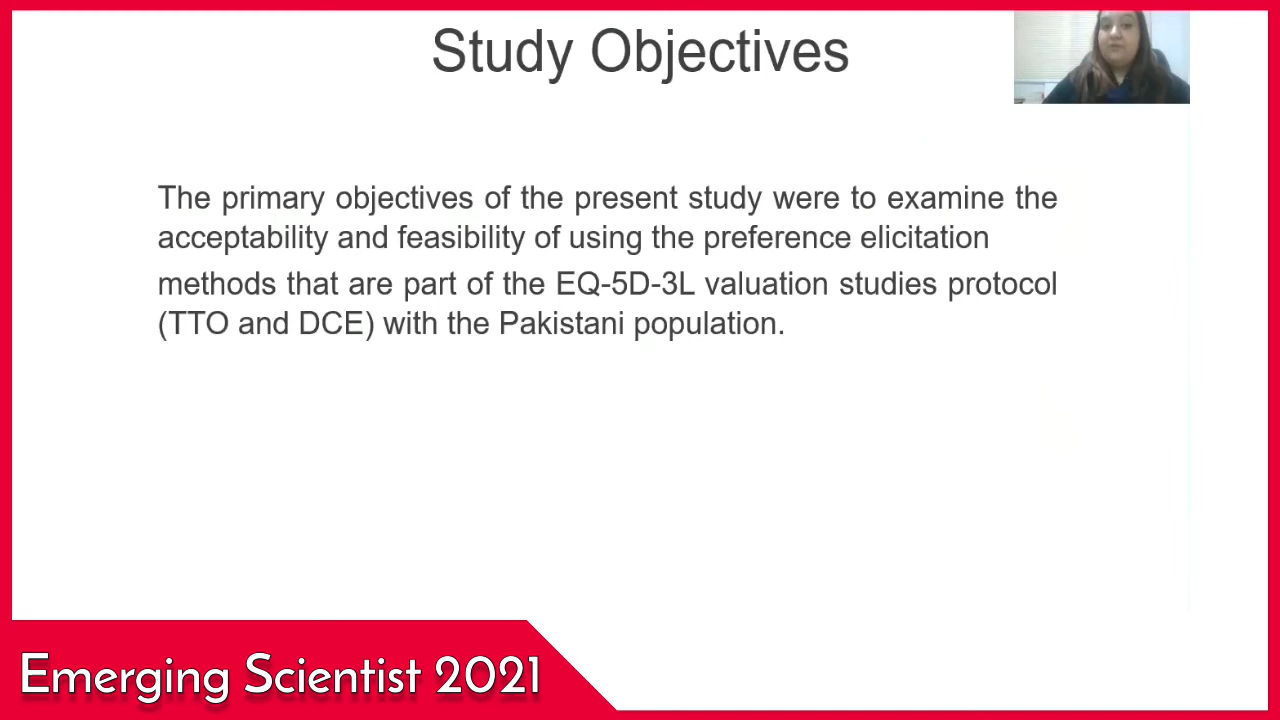 Study Objectives
The primary objectives of the present study were to examine the
acceptability and feasibility of using the preference elicitation
methods that are part of the EQ-5D-3L valuation studies protocol
(TTO and DCE) with the Pakistani population.
Emerging Scientist 2021